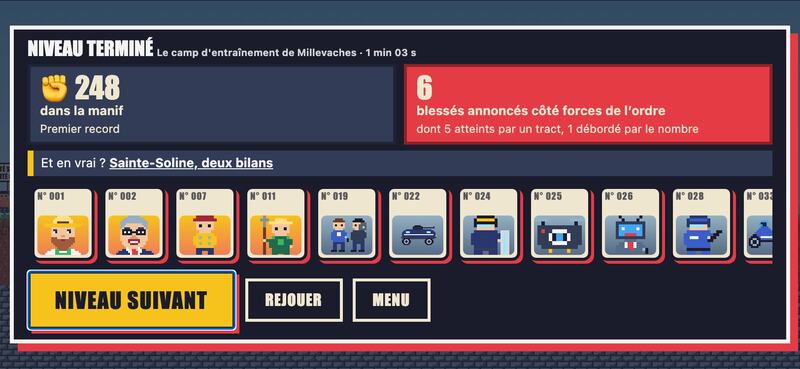 NIVEAU TERMINÉ Le camp d'entraînement de Millevaches · 1 min 03 s
✊ 248
dans la manif
Premier record
6
blessés annoncés côté forces de l'ordre
dont 5 atteints par un tract, 1 débordé par le nombre
Et en vrai ? Sainte-Soline, deux bilans
N° 001 N° 002 N° 007 N° 011 N° 019 N° 022 N° 024 N° 025 N° 026 N° 028 N° 033
NIVEAU SUIVANT REJOUER MENU